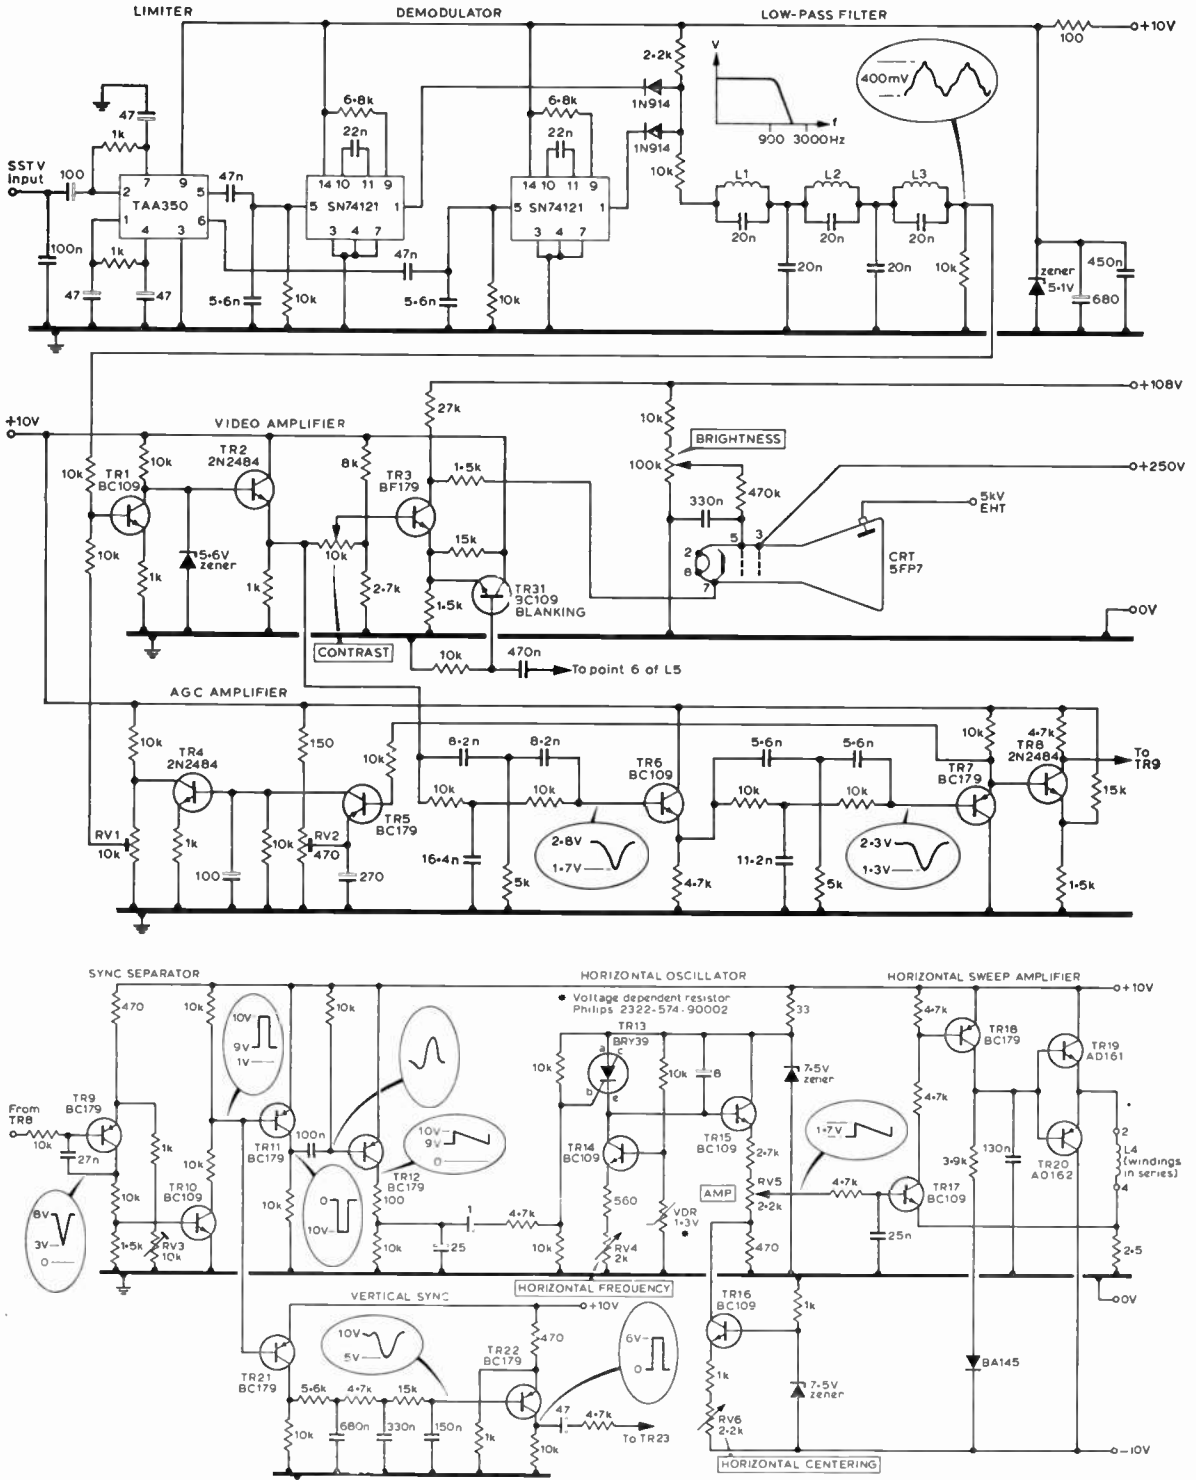 LIMITER
DEMODULATOR
LOW-PASS FILTER
+10V
100
2·2k
V
400mV
1N914
f
900 3000Hz
1N914
6·8k
22n
6·8k
22n
47
1k
SSTV
Input
100
7 9
2 5
TAA350
1 6
4 3
47n
14 10 11 9
5 SN74121 1
3 4 7
14 10 11 9
5 SN74121 1
3 4 7
10k
L1
L2
L3
20n
20n
20n
100n
1k
47
47
5·6n
10k
47n
5·6n
10k
20n
20n
10k
zener
5·1V
680
450n
+108V
27k
10k
+10V
VIDEO AMPLIFIER
BRIGHTNESS
100k
+250V
10k
TR1
BC109
10k
TR2
2N2484
8k
TR3
BF179
1·5k
470k
330n
5kV
EHT
5 3
2
8
7
CRT
5FP7
10k
5·6V
zener
10k
15k
1k
1k
2·7k
1·5k
TR31
BC109
BLANKING
0V
CONTRAST
10k
470n
To point 6 of L5
AGC AMPLIFIER
10k
TR4
2N2484
150
10k
8·2n
8·2n
TR6
BC109
5·6n
5·6n
10k
TR7
BC179
TR8
2N2484
4·7k
To
TR9
15k
TR5
BC179
10k
10k
10k
10k
RV1
10k
1k
100
10k
RV2
470
270
16·4n
5k
2·8V
1·7V
4·7k
11·2n
5k
2·3V
1·3V
1·5k
SYNC SEPARATOR
HORIZONTAL OSCILLATOR
HORIZONTAL SWEEP AMPLIFIER
470
10k
10V
9V
1V
10k
Voltage dependent resistor
Philips 2322-574-90002
TR13
BRY39
33
+10V
4·7k
TR18
BC179
TR19
AD161
a
c
b
e
10k
10k
8
7·5V
zener
From
TR8
10k
TR9
BC179
27n
1k
TR11
BC179
100n
10V
9V
0
TR12
BC179
TR14
BC109
TR15
BC109
1·7V
4·7k
TR20
AD162
2
L4
(windings
in series)
4
10k
TR10
BC109
10k
10k
0
10V
100
2·7k
AMP
RV5
2·2k
4·7k
TR17
BC109
3·9k
130n
8V
3V
0
1·5k
RV3
10k
10k
25
1
4·7k
10k
560
RV4
2k
VDR
1·3V
470
25n
2·5
HORIZONTAL FREQUENCY
0V
VERTICAL SYNC
+10V
TR16
BC109
1k
10V
5V
TR22
BC179
470
6V
0
TR21
BC179
5·6k
4·7k
15k
1k
7·5V
zener
BA145
10k
680n
330n
150n
1k
47
4·7k
To TR23
10k
RV6
2·2k
-10V
HORIZONTAL CENTERING